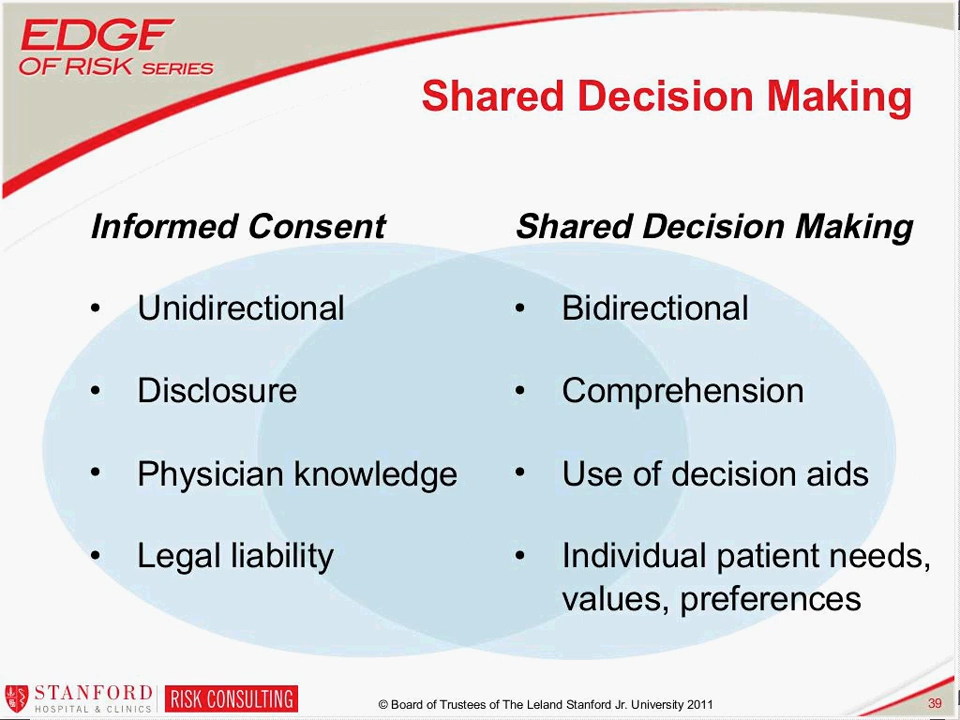 EDGE
OF RISK SERIES
Shared Decision Making
Informed Consent
• Unidirectional
• Disclosure
• Physician knowledge
• Legal liability
Shared Decision Making
• Bidirectional
• Comprehension
• Use of decision aids
• Individual patient needs,
values, preferences
STANFORD
HOSPITAL & CLINICS
RISK CONSULTING
© Board of Trustees of The Leland Stanford Jr. University 2011
39